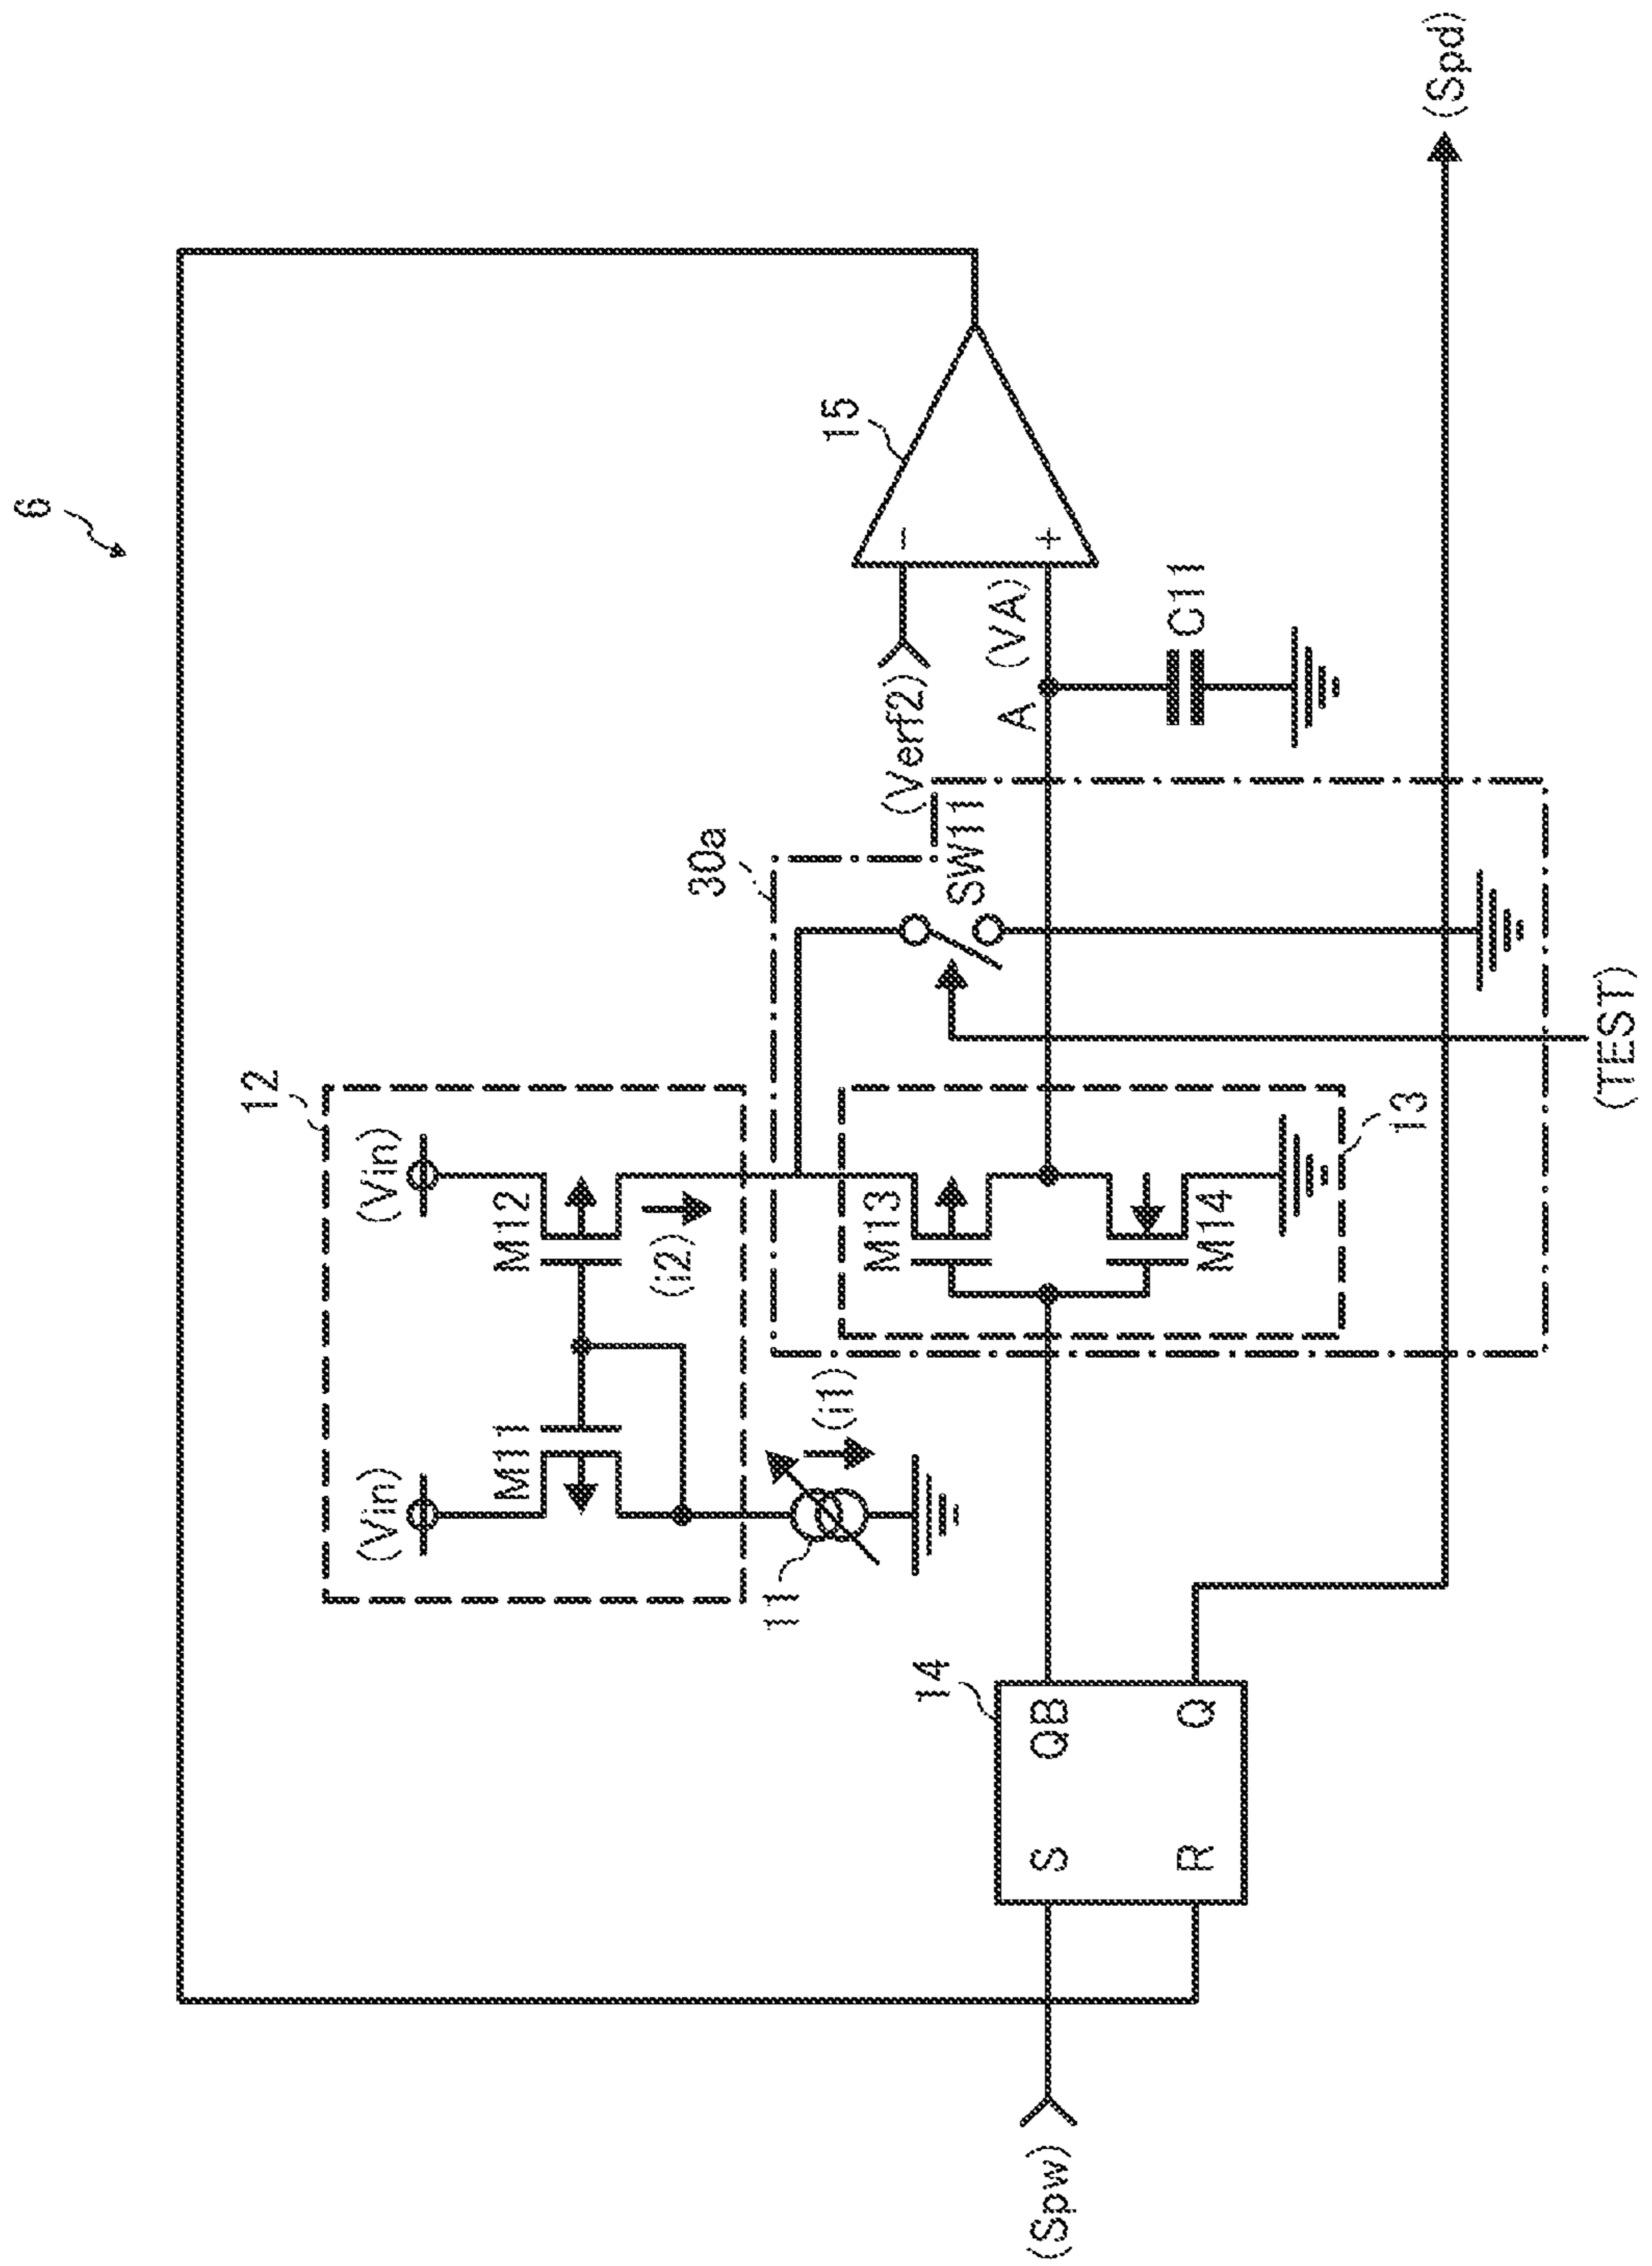 6
12
(Vin)
(Vin)
M11
M12
(i2)
30a
15
11
(i1)
M13
SW11
(Verf2)
−
14
(Spw)
S
QB
A
(VA)
+
R
Q
M14
C11
13
(Spd)
(TEST)